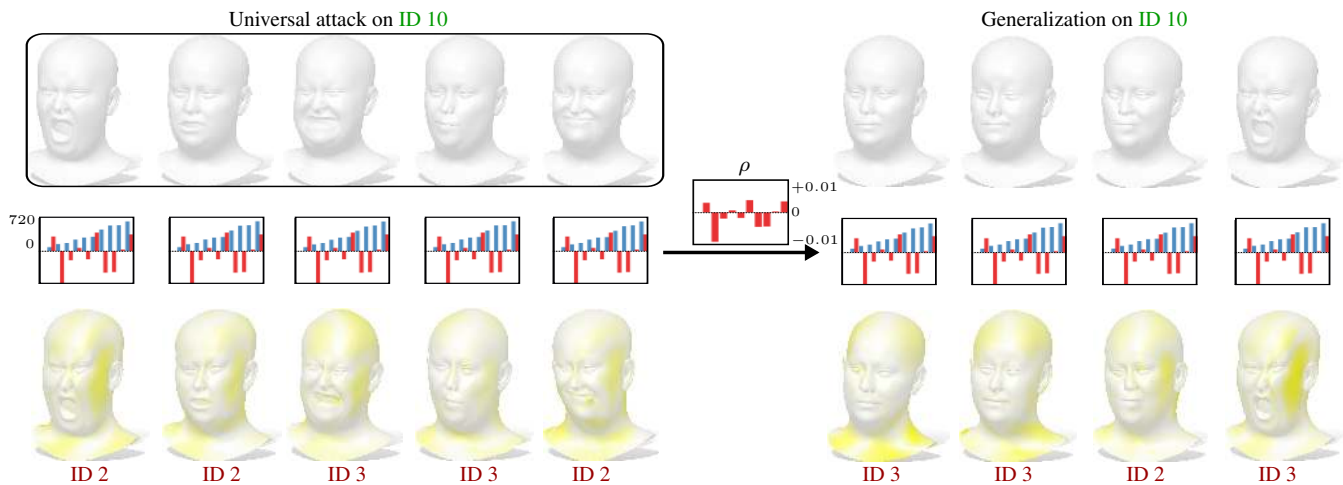 Universal attack on ID 10
Generalization on ID 10
ρ
+0.01
0
−0.01
720
0
ID 2
ID 2
ID 3
ID 3
ID 2
ID 3
ID 3
ID 2
ID 3